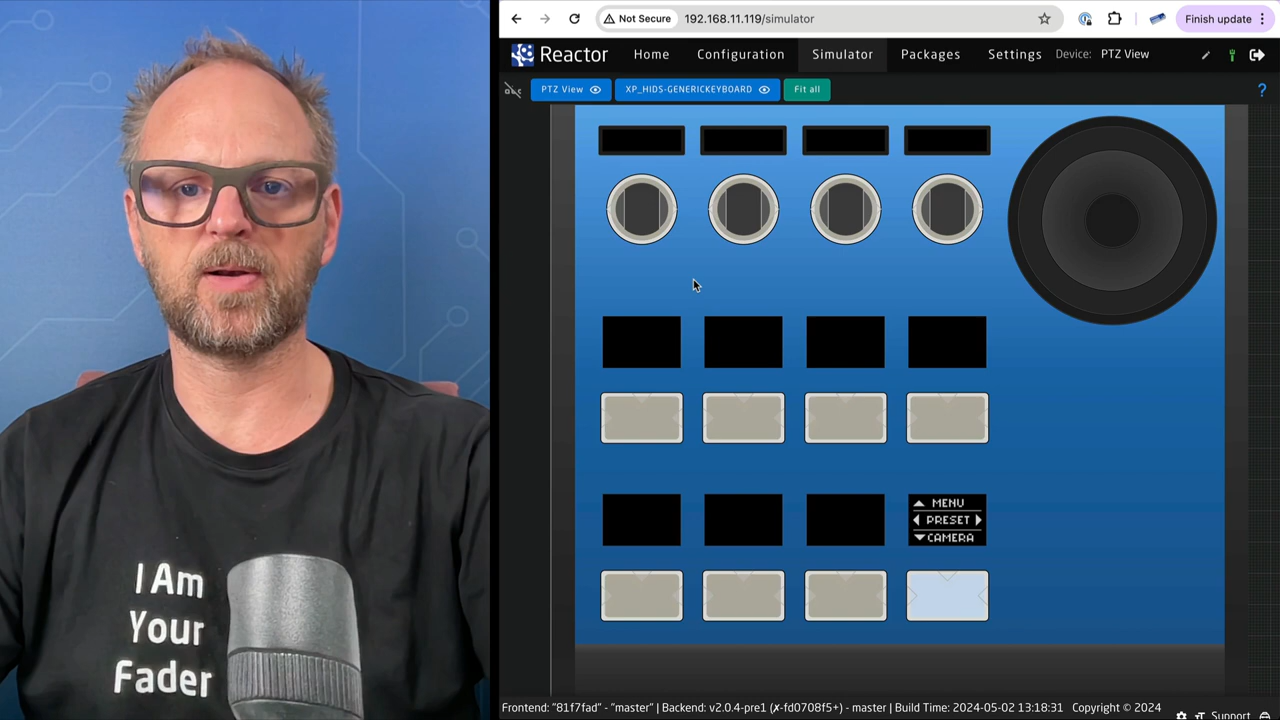 Not Secure
192.168.11.119/simulator
Finish update
Reactor
Home
Configuration
Simulator
Packages
Settings
Device:
PTZ View
abc
PTZ View
XP_HIDS-GENERICKEYBOARD
Fit all
?
MENU
PRESET
CAMERA
I Am
Your
Fader
Frontend: "81f7fad" - "master" | Backend: v2.0.4-pre1 (✗-fd0708f5+) - master | Build Time: 2024-05-02 13:18:31 Copyright © 2024
Support